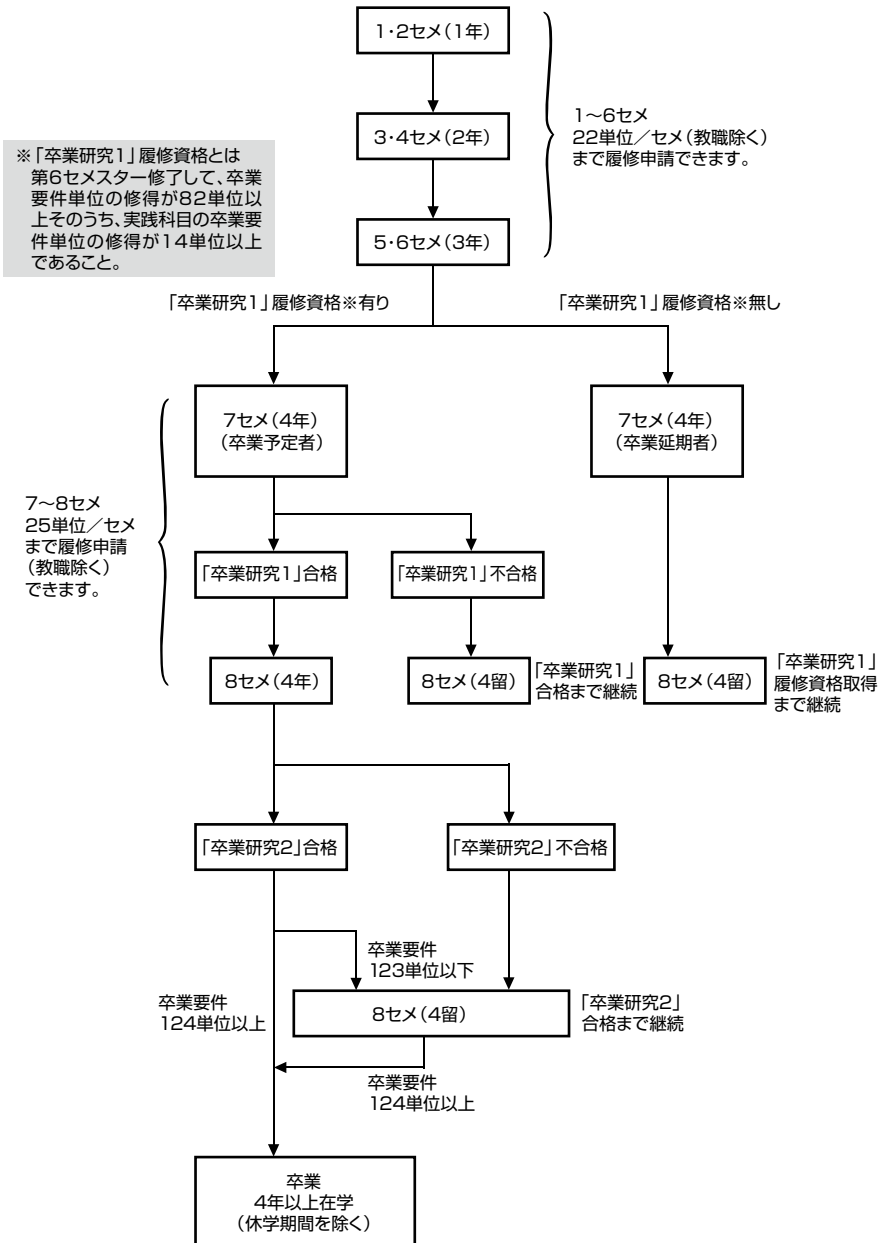 1・2セメ（1年）
3・4セメ（2年）
1～6セメ
22単位／セメ（教職除く）
まで履修申請できます。
※「卒業研究1」履修資格とは
第6セメスター修了して、卒業
要件単位の修得が82単位以
上そのうち、実践科目の卒業要
件単位の修得が14単位以上
であること。
5・6セメ（3年）
「卒業研究1」履修資格※有り
「卒業研究1」履修資格※無し
7セメ（4年）
（卒業予定者）
7セメ（4年）
（卒業延期者）
7～8セメ
25単位／セメ
まで履修申請
（教職除く）
できます。
「卒業研究1」合格
「卒業研究1」不合格
8セメ（4年）
8セメ（4留）
「卒業研究1」
合格まで継続
8セメ（4留）
「卒業研究1」
履修資格取得
まで継続
「卒業研究2」合格
「卒業研究2」不合格
卒業要件
123単位以下
卒業要件
124単位以上
8セメ（4留）
「卒業研究2」
合格まで継続
卒業要件
124単位以上
卒業
4年以上在学
（休学期間を除く）